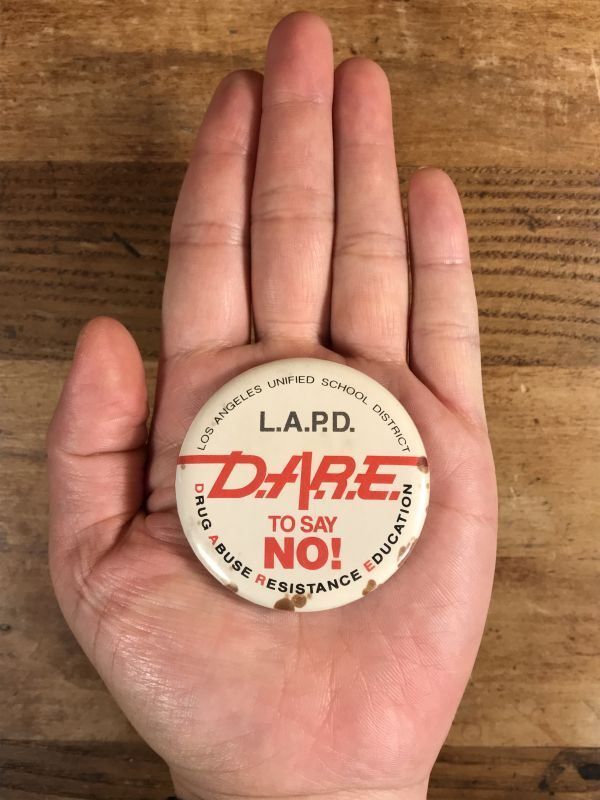 LOS ANGELES UNIFIED SCHOOL DISTRICT
L.A.P.D.
D.A.R.E.
TO SAY
NO!
DRUG ABUSE RESISTANCE EDUCATION